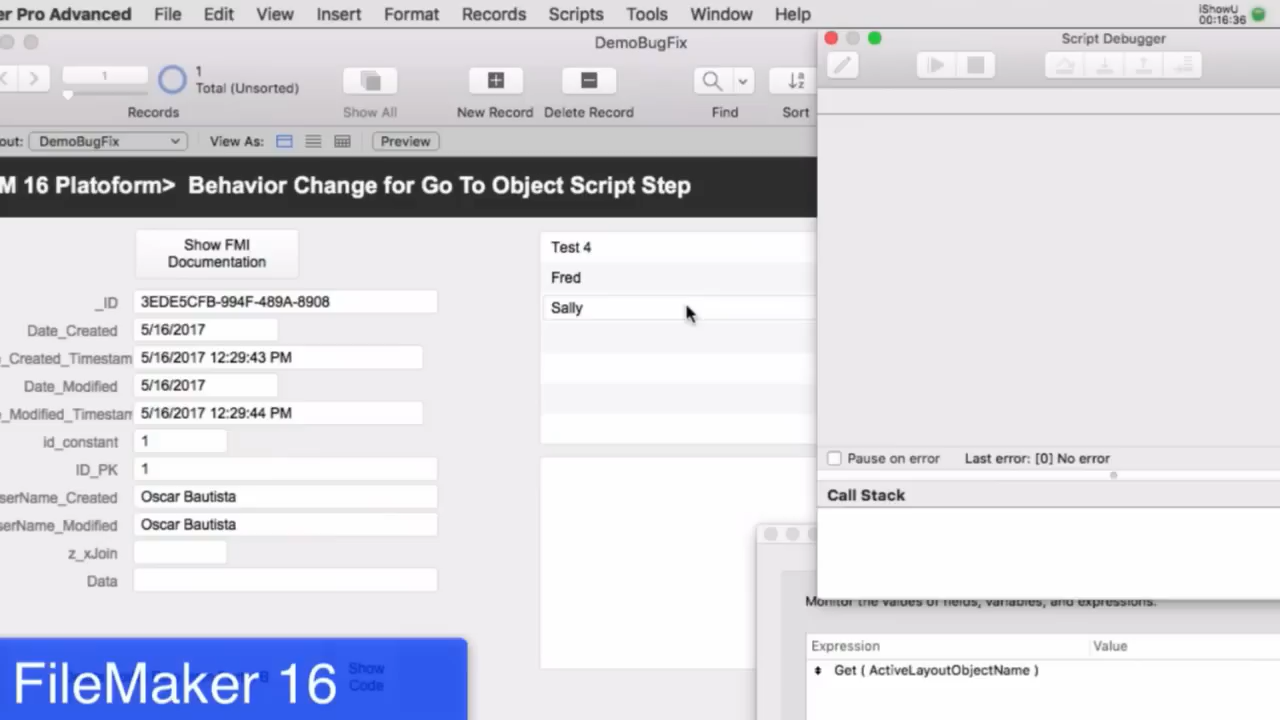 er Pro Advanced File Edit View Insert Format Records Scripts Tools Window Help
iShowU
00:16:36
DemoBugFix
Script Debugger
1
1
Total (Unsorted)
Records
Show All
New Record
Delete Record
Find
Sort
out: DemoBugFix View As: Preview
M 16 Platoform> Behavior Change for Go To Object Script Step
Show FMI
Documentation
_ID 3EDE5CFB-994F-489A-8908
Date_Created 5/16/2017
e_Created_Timestam 5/16/2017 12:29:43 PM
Date_Modified 5/16/2017
e_Modified_Timestam 5/16/2017 12:29:44 PM
id_constant 1
ID_PK 1
serName_Created Oscar Bautista
serName_Modified Oscar Bautista
z_xJoin
Data
Test 4
Fred
Sally
Pause on error Last error: [0] No error
Call Stack
Monitor the values of fields, variables, and expressions.
Expression Value
Get ( ActiveLayoutObjectName )
FileMaker 16
Show
Code